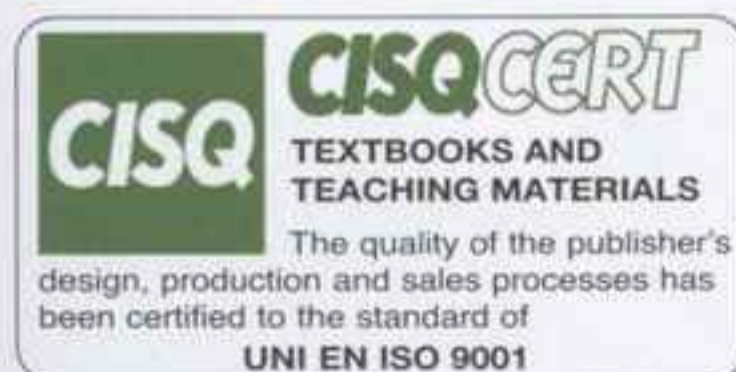 CISQ
CISQCERT
TEXTBOOKS AND
TEACHING MATERIALS
The quality of the publisher's
design, production and sales processes has
been certified to the standard of
UNI EN ISO 9001